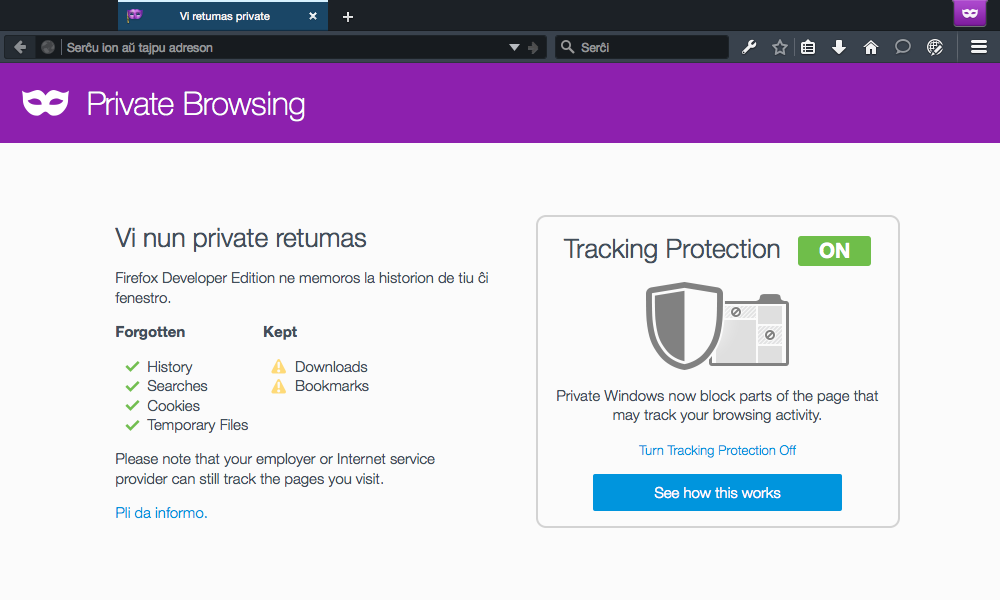 Vi retumas private
Serĉu ion aŭ tajpu adreson
Serĉi
Private Browsing
Vi nun private retumas
Firefox Developer Edition ne memoros la historion de tiu ĉi
fenestro.
Forgotten
Kept
History
Searches
Cookies
Temporary Files
Downloads
Bookmarks
Please note that your employer or Internet service
provider can still track the pages you visit.
Pli da informo.
Tracking Protection ON
Private Windows now block parts of the page that
may track your browsing activity.
Turn Tracking Protection Off
See how this works